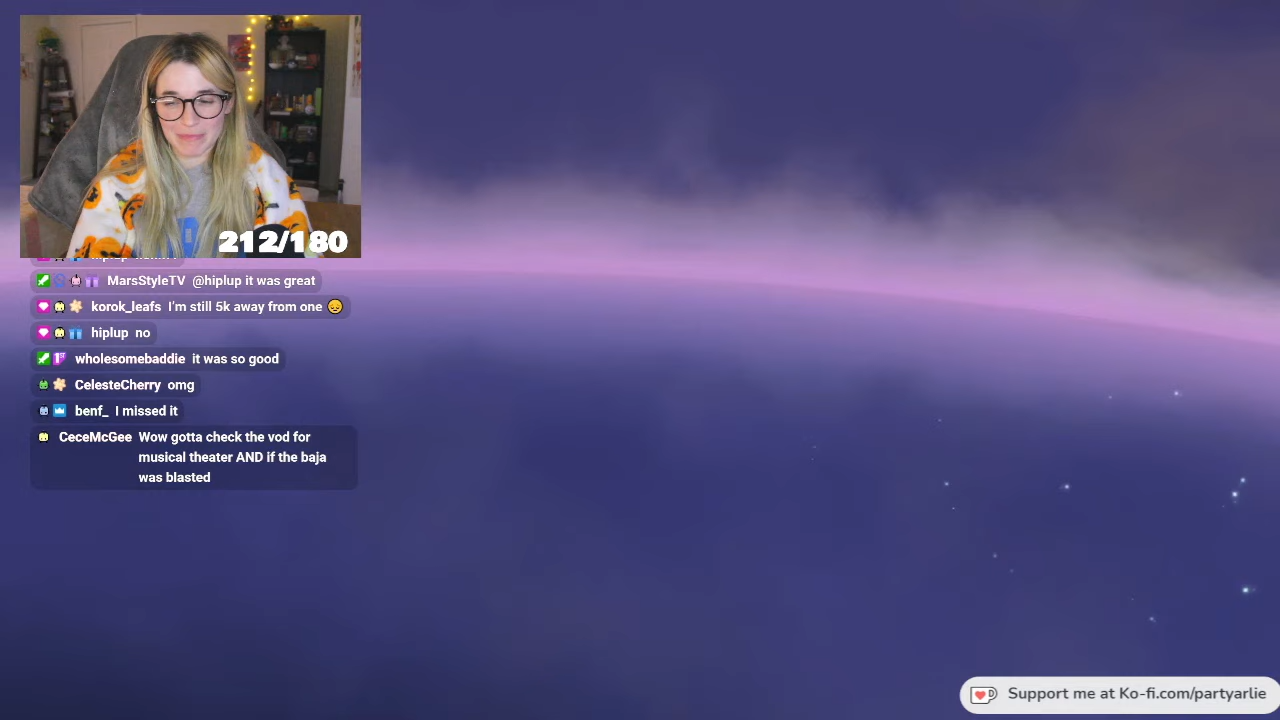 212/180
MarsStyleTV @hiplup it was great
korok_leafs I'm still 5k away from one
hiplup no
wholesomebaddie it was so good
CelesteCherry omg
benf_ I missed it
CeceMcGee Wow gotta check the vod for
musical theater AND if the baja
was blasted
Support me at Ko-fi.com/partyarlie